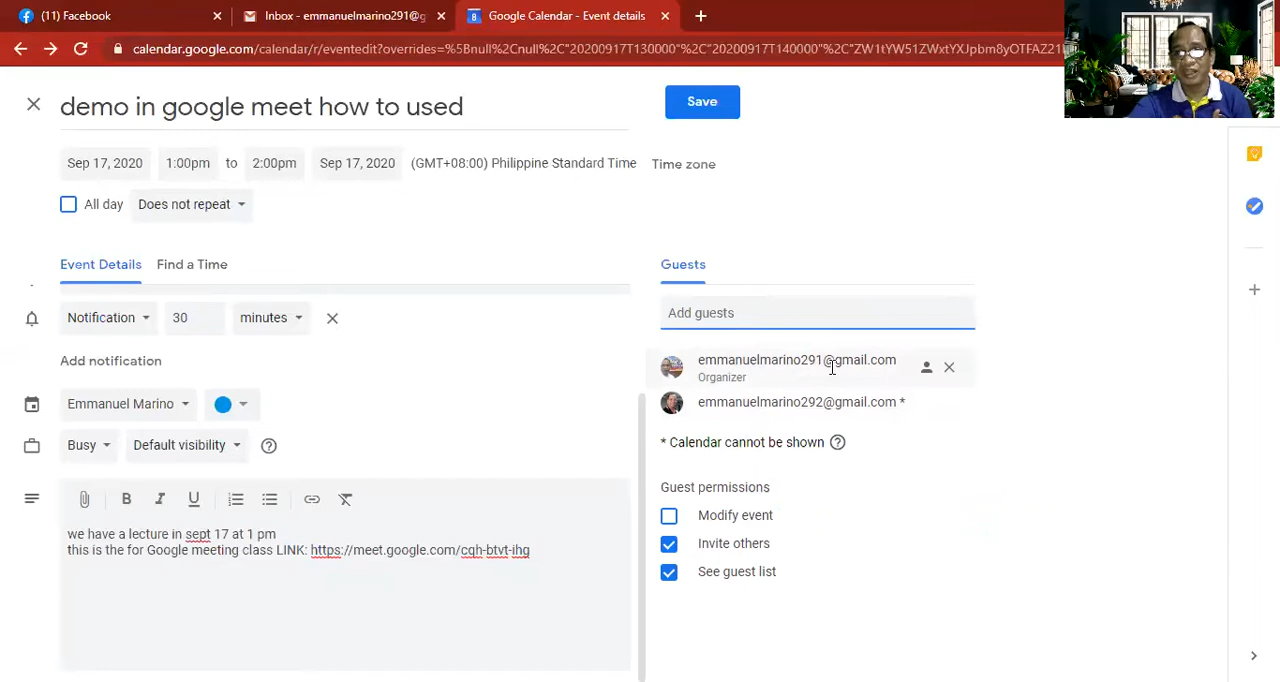 (11) Facebook
Inbox - emmanuelmarino291@g
Google Calendar - Event details
calendar.google.com/calendar/r/eventedit?overrides=%5Bnull%2Cnull%2C"20200917T130000"%2C"20200917T140000"%2C"ZW1tYW51ZWxtYXJpbm8yOTFAZ21
demo in google meet how to used
Save
Sep 17, 2020 1:00pm to 2:00pm Sep 17, 2020 (GMT+08:00) Philippine Standard Time Time zone
All day Does not repeat
Event Details Find a Time
Guests
Notification 30 minutes
Add guests
Add notification
emmanuelmarino291@gmail.com
Organizer
Emmanuel Marino
emmanuelmarino292@gmail.com *
Busy Default visibility
* Calendar cannot be shown
Guest permissions
B I U
Modify event
we have a lecture in sept 17 at 1 pm
Invite others
this is the for Google meeting class LINK: https://meet.google.com/cgh-btvt-ihg
See guest list